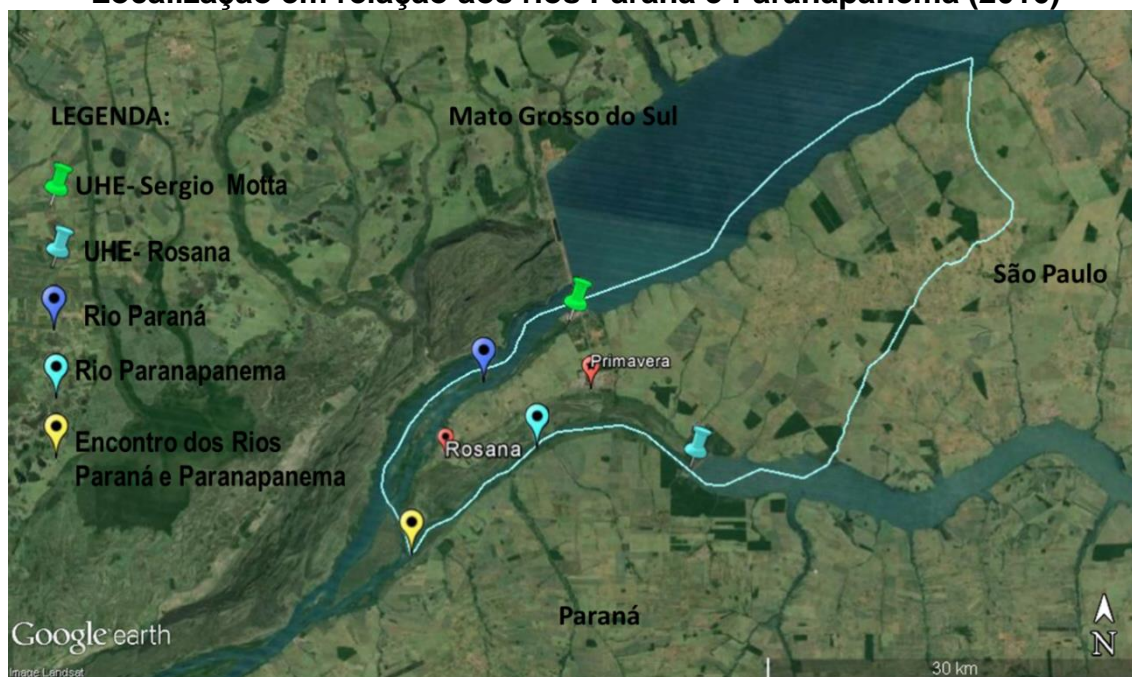 Localização em relação aos rios Paraná e Paranapanema (2016)
LEGENDA:
Mato Grosso do Sul
UHE- Sergio Motta
UHE- Rosana
São Paulo
Rio Paraná
Primavera
Rio Paranapanema
Rosana
Encontro dos Rios
Paraná e Paranapanema
Paraná
Google earth
N
Image Landsat
30 km